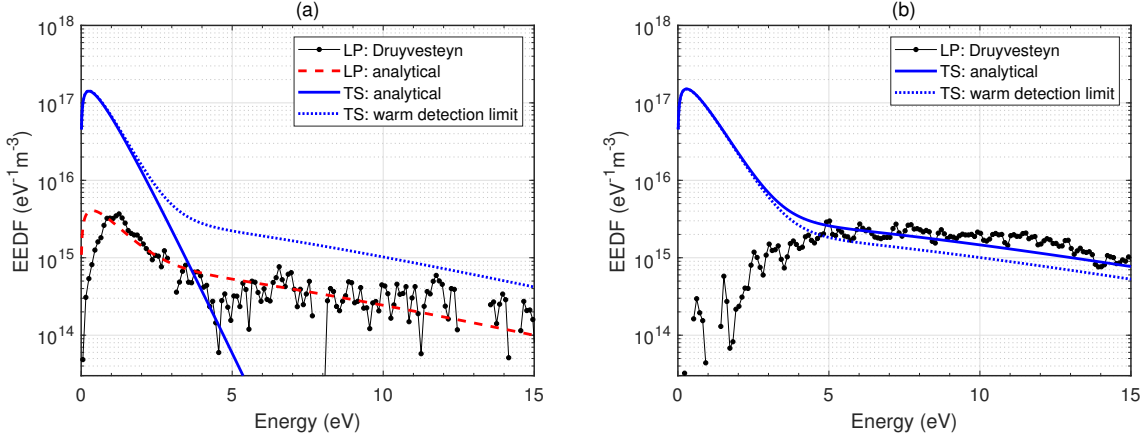 (a)
10^18
10^17
10^16
10^15
10^14
EEDF (eV^-1m^-3)
LP: Druyvesteyn
LP: analytical
TS: analytical
TS: warm detection limit
0 5 10 15
Energy (eV)
(b)
10^18
10^17
10^16
10^15
10^14
EEDF (eV^-1m^-3)
LP: Druyvesteyn
TS: analytical
TS: warm detection limit
0 5 10 15
Energy (eV)